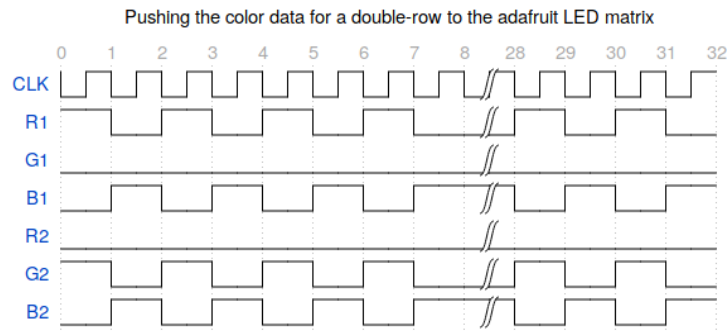 Pushing the color data for a double-row to the adafruit LED matrix
0 1 2 3 4 5 6 7 8 28 29 30 31 32
CLK
R1
G1
B1
R2
G2
B2